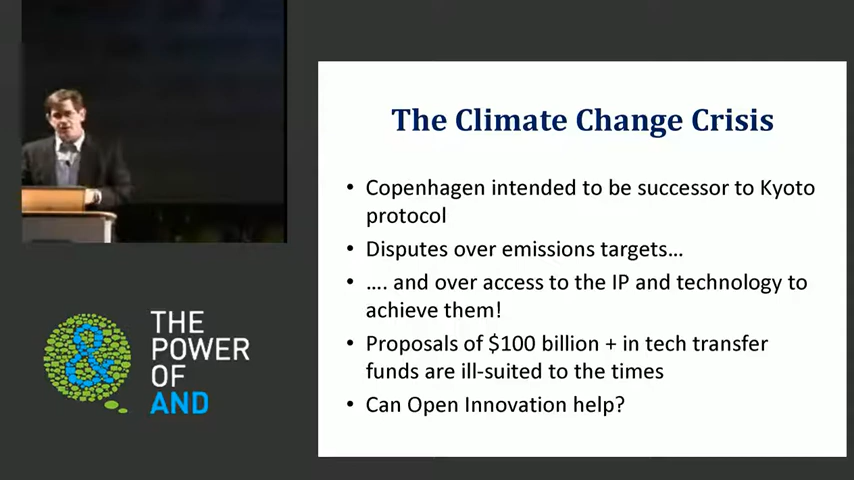 The Climate Change Crisis
• Copenhagen intended to be successor to Kyoto
protocol
• Disputes over emissions targets…
• …. and over access to the IP and technology to
achieve them!
• Proposals of $100 billion + in tech transfer
funds are ill-suited to the times
• Can Open Innovation help?
&
THE
POWER
OF
AND